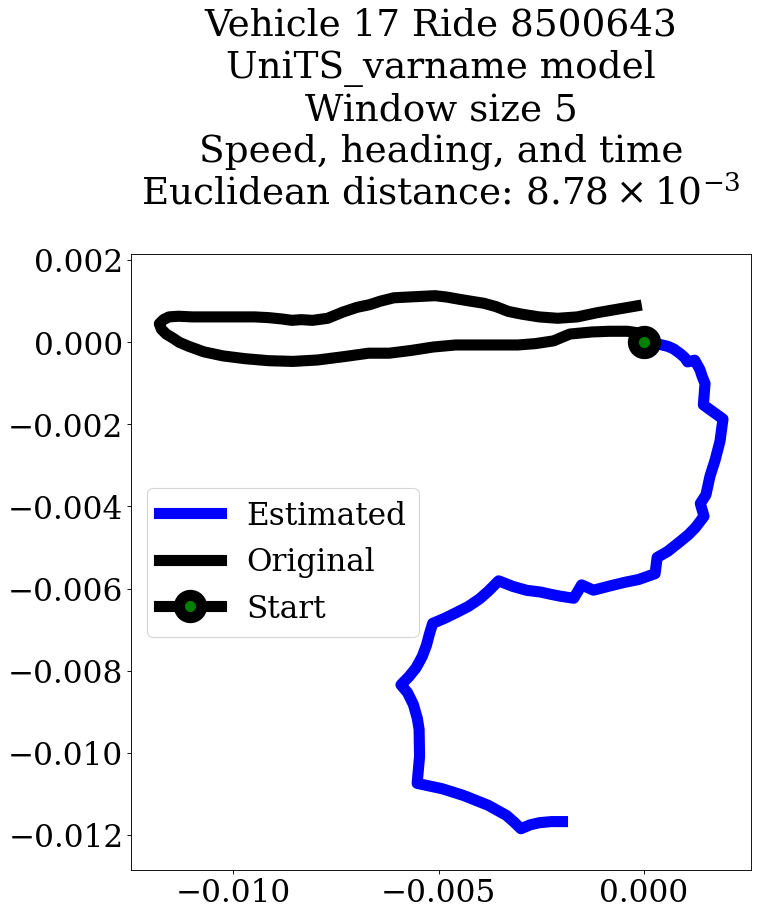 Vehicle 17 Ride 8500643
UniTS_varname model
Window size 5
Speed, heading, and time
Euclidean distance: 8.78 × 10⁻³
0.002
0.000
−0.002
−0.004
−0.006
−0.008
−0.010
−0.012
Estimated
Original
Start
−0.010
−0.005
0.000